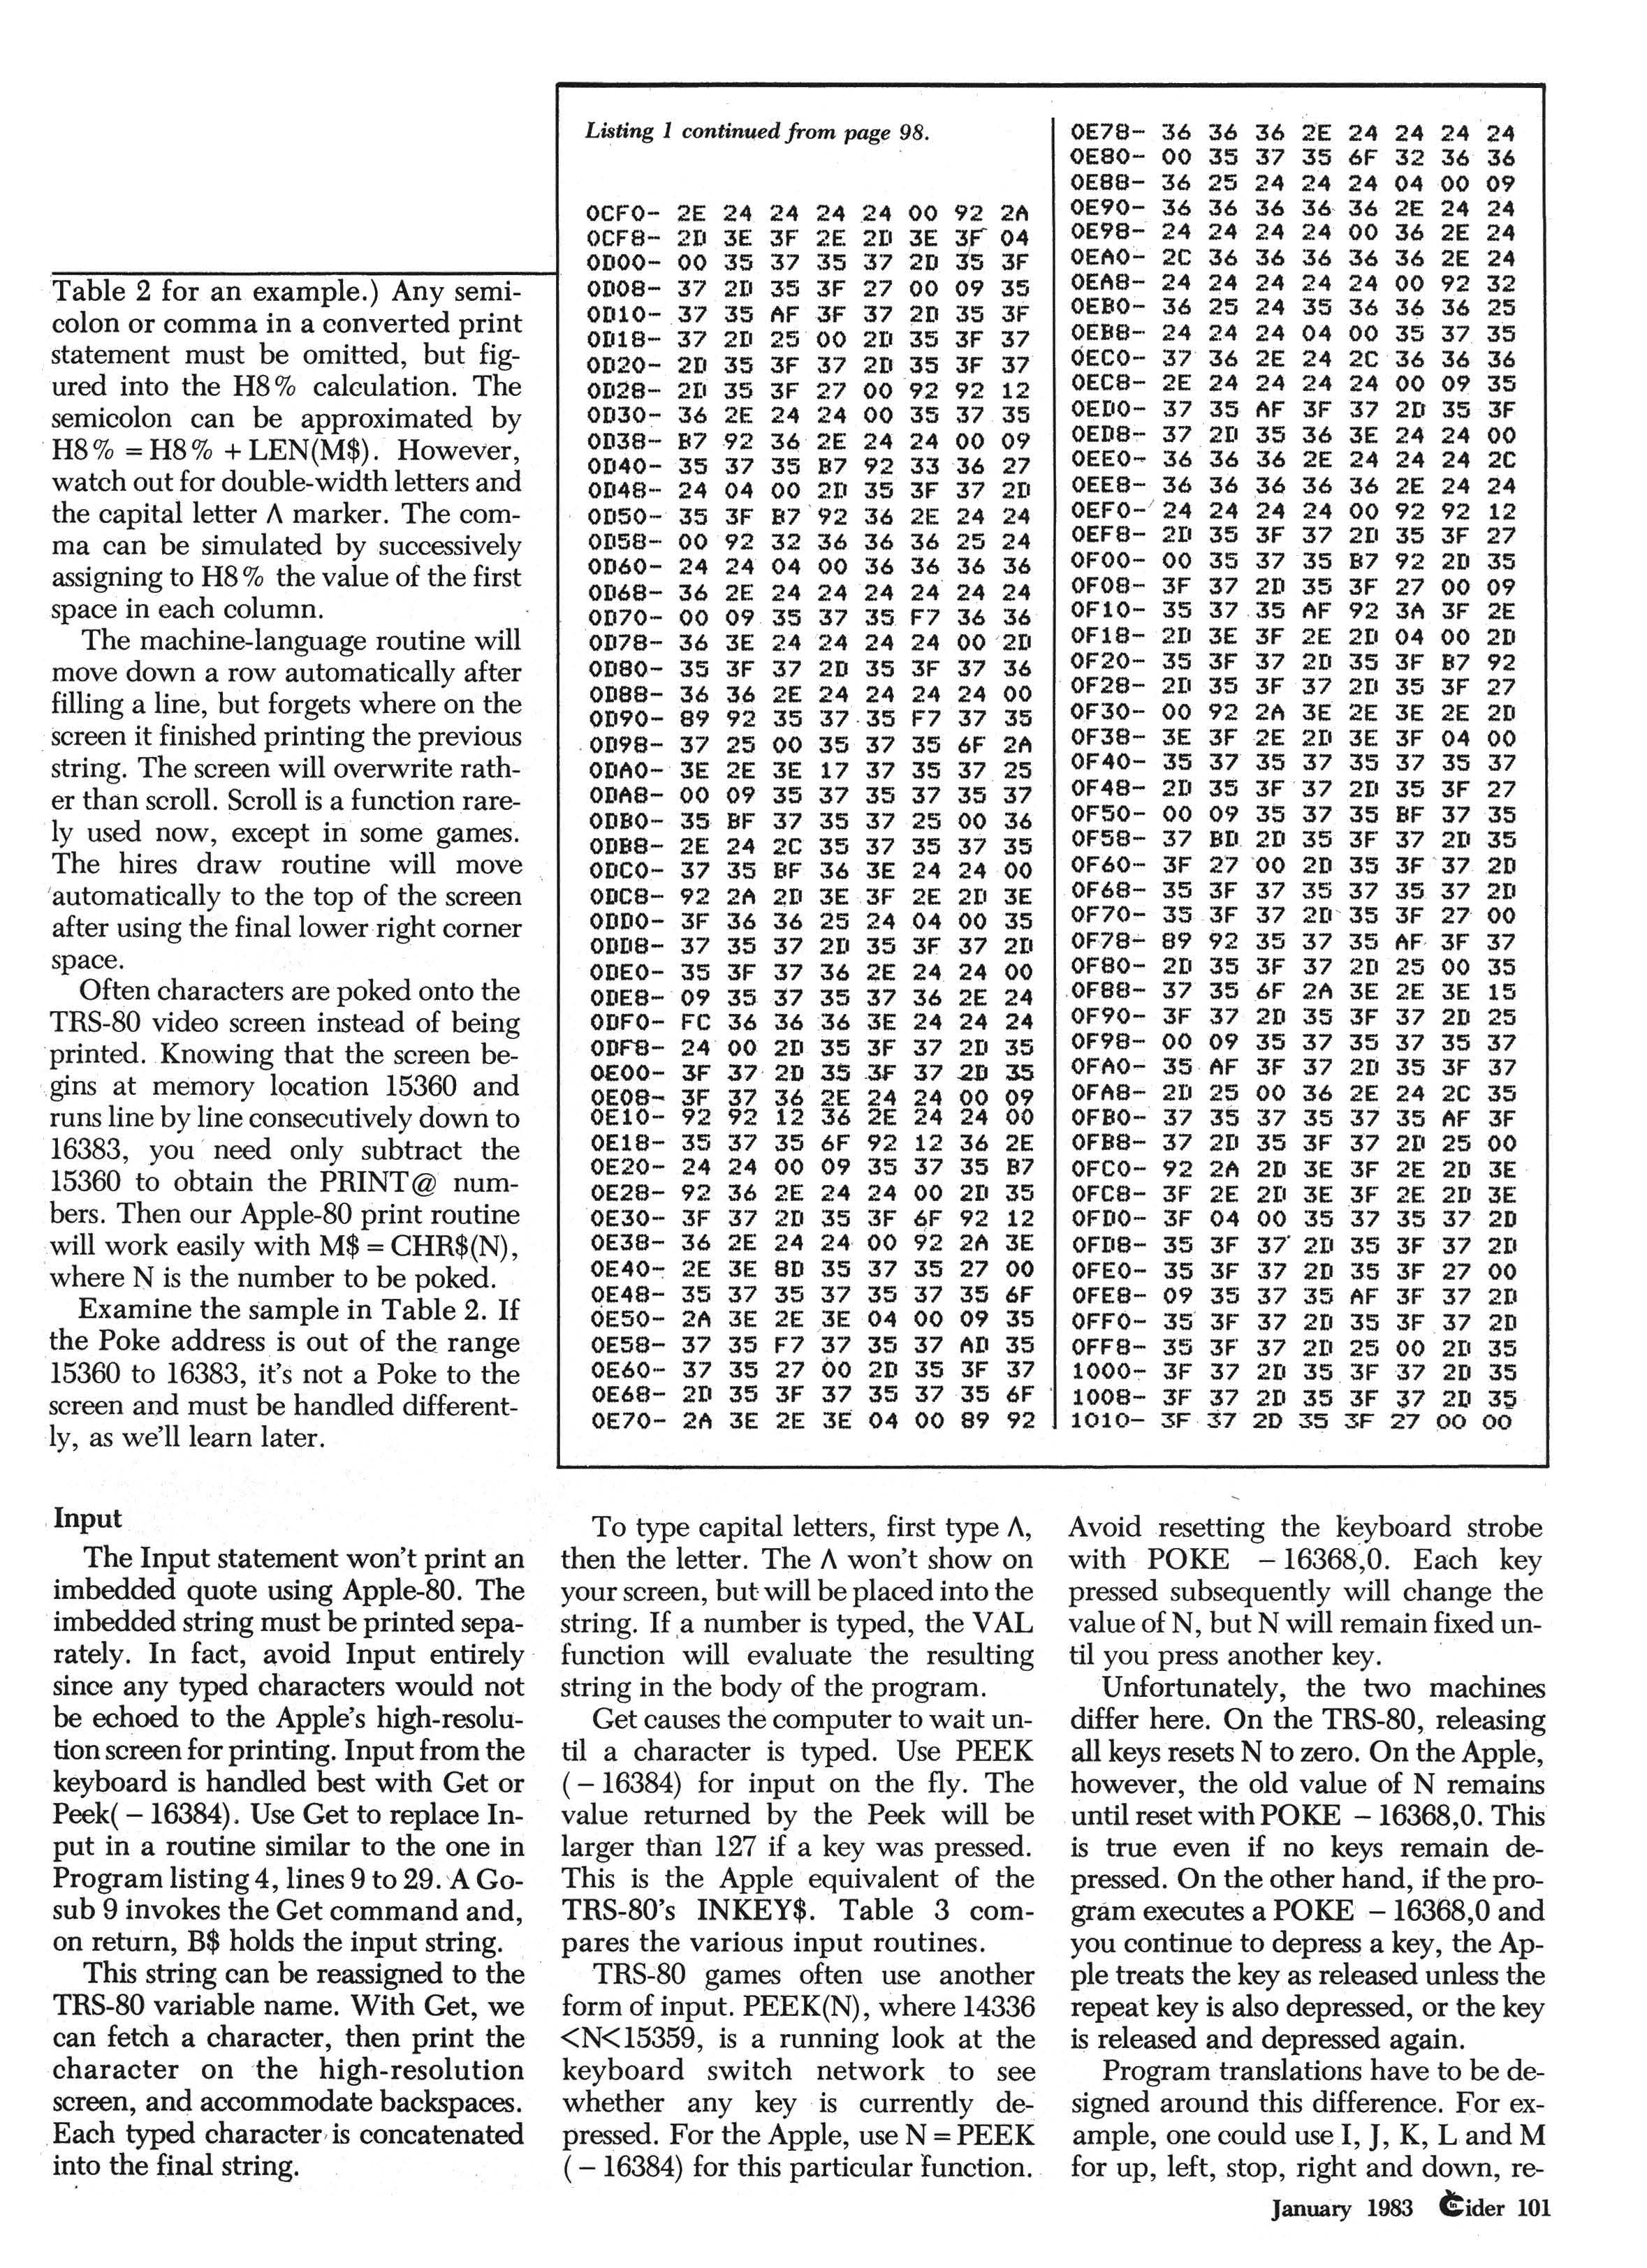 Table 2 for an example.) Any semi-
colon or comma in a converted print
statement must be omitted, but fig-
ured into the H8% calculation. The
semicolon can be approximated by
H8% = H8% + LEN(M$). However,
watch out for double-width letters and
the capital letter Λ marker. The com-
ma can be simulated by successively
assigning to H8% the value of the first
space in each column.
The machine-language routine will
move down a row automatically after
filling a line, but forgets where on the
screen it finished printing the previous
string. The screen will overwrite rath-
er than scroll. Scroll is a function rare-
ly used now, except in some games.
The hires draw routine will move
automatically to the top of the screen
after using the final lower right corner
space.
Often characters are poked onto the
TRS-80 video screen instead of being
printed. Knowing that the screen be-
gins at memory location 15360 and
runs line by line consecutively down to
16383, you need only subtract the
15360 to obtain the PRINT@ num-
bers. Then our Apple-80 print routine
will work easily with M$ = CHR$(N),
where N is the number to be poked.
Examine the sample in Table 2. If
the Poke address is out of the range
15360 to 16383, it's not a Poke to the
screen and must be handled different-
ly, as we'll learn later.
Listing 1 continued from page 98.
0CF0- 2E 24 24 24 24 00 92 2A
0CF8- 2D 3E 3F 2E 2D 3E 3F 04
0D00- 00 35 37 35 37 2D 35 3F
0D08- 37 2D 35 3F 27 00 09 35
0D10- 37 35 AF 3F 37 2D 35 3F
0D18- 37 2D 25 00 2D 35 3F 37
0D20- 2D 35 3F 37 2D 35 3F 37
0D28- 2D 35 3F 27 00 92 92 12
0D30- 36 2E 24 24 00 35 37 35
0D38- B7 92 36 2E 24 24 00 09
0D40- 35 37 35 B7 92 33 36 27
0D48- 24 04 00 2D 35 3F 37 2D
0D50- 35 3F B7 92 36 2E 24 24
0D58- 00 92 32 36 36 36 25 24
0D60- 24 24 04 00 36 36 36 36
0D68- 36 2E 24 24 24 24 24 24
0D70- 00 09 35 37 35 F7 36 36
0D78- 36 3E 24 24 24 24 00 2D
0D80- 35 3F 37 2D 35 3F 37 36
0D88- 36 36 2E 24 24 24 24 00
0D90- 89 92 35 37 35 F7 37 35
0D98- 37 25 00 35 37 35 6F 2A
0DA0- 3E 2E 3E 17 37 35 37 25
0DA8- 00 09 35 37 35 37 35 37
0DB0- 35 BF 37 35 37 25 00 36
0DB8- 2E 24 2C 35 37 35 37 35
0DC0- 37 35 BF 36 3E 24 24 00
0DC8- 92 2A 2D 3E 3F 2E 2D 3E
0DD0- 3F 36 36 25 24 04 00 35
0DD8- 37 35 37 2D 35 3F 37 2D
0DE0- 35 3F 37 36 2E 24 24 00
0DE8- 09 35 37 35 37 36 2E 24
0DF0- FC 36 36 36 3E 24 24 24
0DF8- 24 00 2D 35 3F 37 2D 35
0E00- 3F 37 2D 35 3F 37 2D 35
0E08- 3F 37 36 2E 24 24 00 09
0E10- 92 92 12 36 2E 24 24 00
0E18- 35 37 35 6F 92 12 36 2E
0E20- 24 24 00 09 35 37 35 B7
0E28- 92 36 2E 24 24 00 2D 35
0E30- 3F 37 2D 35 3F 6F 92 12
0E38- 36 2E 24 24 00 92 2A 3E
0E40- 2E 3E 8D 35 37 35 27 00
0E48- 35 37 35 37 35 37 35 6F
0E50- 2A 3E 2E 3E 04 00 09 35
0E58- 37 35 F7 37 35 37 AD 35
0E60- 37 35 27 00 2D 35 3F 37
0E68- 2D 35 3F 37 35 37 35 6F
0E70- 2A 3E 2E 3E 04 00 89 92
0E78- 36 36 36 2E 24 24 24 24
0E80- 00 35 37 35 6F 32 36 36
0E88- 36 25 24 24 24 04 00 09
0E90- 36 36 36 36 36 2E 24 24
0E98- 24 24 24 24 00 36 2E 24
0EA0- 2C 36 36 36 36 36 2E 24
0EA8- 24 24 24 24 24 00 92 32
0EB0- 36 25 24 35 36 36 36 25
0EB8- 24 24 24 04 00 35 37 35
0EC0- 37 36 2E 24 2C 36 36 36
0EC8- 2E 24 24 24 24 00 09 35
0ED0- 37 35 AF 3F 37 2D 35 3F
0ED8- 37 2D 35 36 3E 24 24 00
0EE0- 36 36 36 2E 24 24 24 2C
0EE8- 36 36 36 36 36 2E 24 24
0EF0- 24 24 24 24 00 92 92 12
0EF8- 2D 35 3F 37 2D 35 3F 27
0F00- 00 35 37 35 B7 92 2D 35
0F08- 3F 37 2D 35 3F 27 00 09
0F10- 35 37 35 AF 92 3A 3F 2E
0F18- 2D 3E 3F 2E 2D 04 00 2D
0F20- 35 3F 37 2D 35 3F B7 92
0F28- 2D 35 3F 37 2D 35 3F 27
0F30- 00 92 2A 3E 2E 3E 2E 2D
0F38- 3E 3F 2E 2D 3E 3F 04 00
0F40- 35 37 35 37 35 37 35 37
0F48- 2D 35 3F 37 2D 35 3F 27
0F50- 00 09 35 37 35 BF 37 35
0F58- 37 BD 2D 35 3F 37 2D 35
0F60- 3F 27 00 2D 35 3F 37 2D
0F68- 35 3F 37 35 37 35 37 2D
0F70- 35 3F 37 2D 35 3F 27 00
0F78- 89 92 35 37 35 AF 3F 37
0F80- 2D 35 3F 37 2D 25 00 35
0F88- 37 35 6F 2A 3E 2E 3E 15
0F90- 3F 37 2D 35 3F 37 2D 25
0F98- 00 09 35 37 35 37 35 37
0FA0- 35 AF 3F 37 2D 35 3F 37
0FA8- 2D 25 00 36 2E 24 2C 35
0FB0- 37 35 37 35 37 35 AF 3F
0FB8- 37 2D 35 3F 37 2D 25 00
0FC0- 92 2A 2D 3E 3F 2E 2D 3E
0FC8- 3F 2E 2D 3E 3F 2E 2D 3E
0FD0- 3F 04 00 35 37 35 37 2D
0FD8- 35 3F 37 2D 35 3F 37 2D
0FE0- 35 3F 37 2D 35 3F 27 00
0FE8- 09 35 37 35 AF 3F 37 2D
0FF0- 35 3F 37 2D 35 3F 37 2D
0FF8- 35 3F 37 2D 25 00 2D 35
1000- 3F 37 2D 35 3F 37 2D 35
1008- 3F 37 2D 35 3F 37 2D 35
1010- 3F 37 2D 35 3F 27 00 00
Input
The Input statement won't print an
imbedded quote using Apple-80. The
imbedded string must be printed sepa-
rately. In fact, avoid Input entirely
since any typed characters would not
be echoed to the Apple's high-resolu-
tion screen for printing. Input from the
keyboard is handled best with Get or
Peek( – 16384). Use Get to replace In-
put in a routine similar to the one in
Program listing 4, lines 9 to 29. A Go-
sub 9 invokes the Get command and,
on return, B$ holds the input string.
This string can be reassigned to the
TRS-80 variable name. With Get, we
can fetch a character, then print the
character on the high-resolution
screen, and accommodate backspaces.
Each typed character is concatenated
into the final string.
To type capital letters, first type Λ,
then the letter. The Λ won't show on
your screen, but will be placed into the
string. If a number is typed, the VAL
function will evaluate the resulting
string in the body of the program.
Get causes the computer to wait un-
til a character is typed. Use PEEK
( – 16384) for input on the fly. The
value returned by the Peek will be
larger than 127 if a key was pressed.
This is the Apple equivalent of the
TRS-80's INKEY$. Table 3 com-
pares the various input routines.
TRS-80 games often use another
form of input. PEEK(N), where 14336
<N<15359, is a running look at the
keyboard switch network to see
whether any key is currently de-
pressed. For the Apple, use N = PEEK
( – 16384) for this particular function.
Avoid resetting the keyboard strobe
with POKE – 16368,0. Each key
pressed subsequently will change the
value of N, but N will remain fixed un-
til you press another key.
Unfortunately, the two machines
differ here. On the TRS-80, releasing
all keys resets N to zero. On the Apple,
however, the old value of N remains
until reset with POKE – 16368,0. This
is true even if no keys remain de-
pressed. On the other hand, if the pro-
gram executes a POKE – 16368,0 and
you continue to depress a key, the Ap-
ple treats the key as released unless the
repeat key is also depressed, or the key
is released and depressed again.
Program translations have to be de-
signed around this difference. For ex-
ample, one could use I, J, K, L and M
for up, left, stop, right and down, re-
January 1983 inCider 101